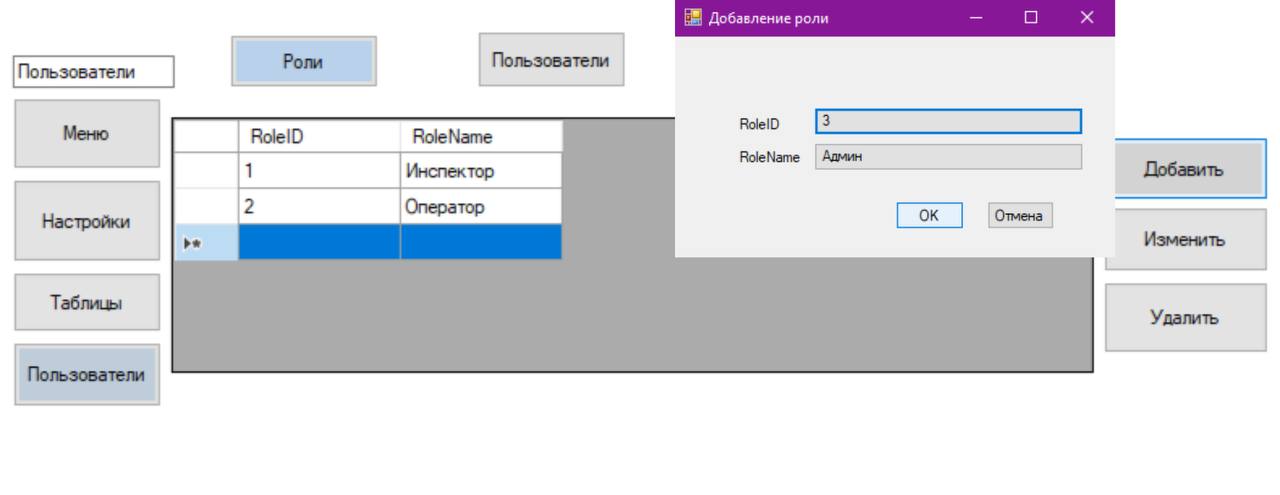 Добавление роли
Роли
Пользователи
Пользователи
Меню
Настройки
Таблицы
Пользователи
RoleID RoleName
1 Инспектор
2 Оператор
RoleID 3
RoleName Админ
OK Отмена
Добавить
Изменить
Удалить